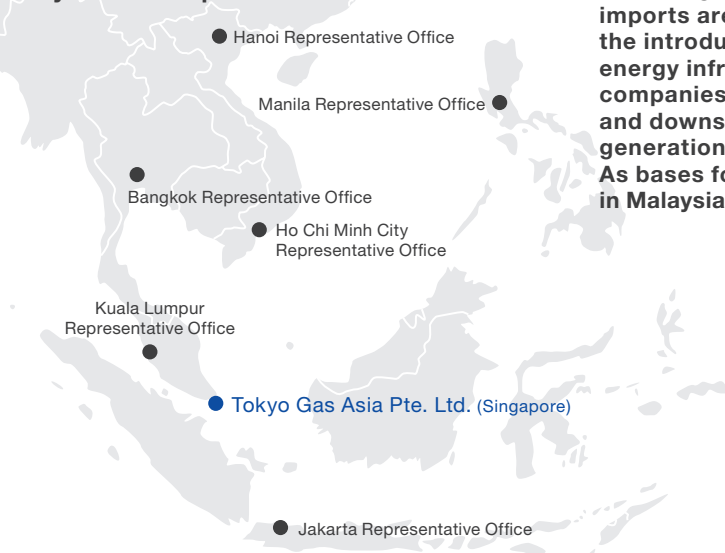 imports are
the introdu
energy infr
companies
and downs
generation
As bases fo
in Malaysia
Hanoi Representative Office
Manila Representative Office
Bangkok Representative Office
Ho Chi Minh City
Representative Office
Kuala Lumpur
Representative Office
Tokyo Gas Asia Pte. Ltd. (Singapore)
Jakarta Representative Office